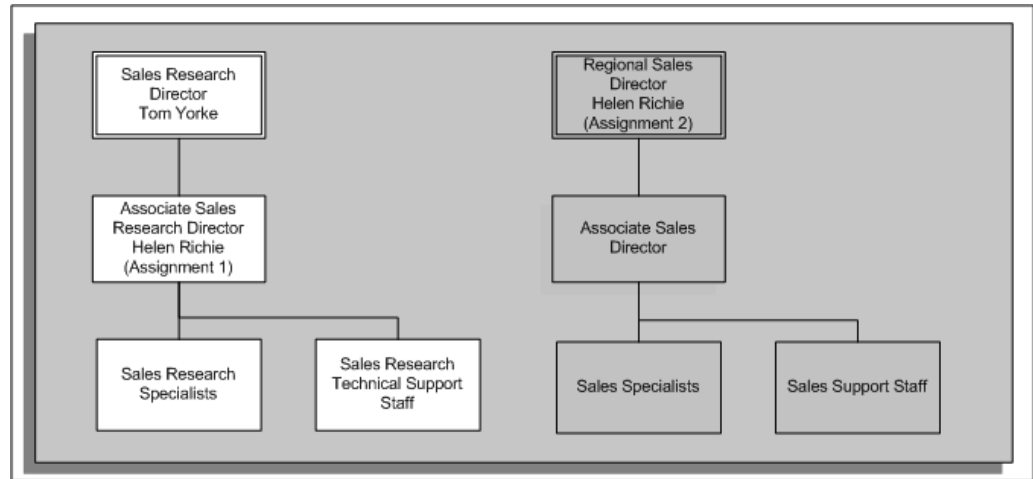 Sales Research
Director
Tom Yorke
Regional Sales
Director
Helen Richie
(Assignment 2)
Associate Sales
Research Director
Helen Richie
(Assignment 1)
Associate Sales
Director
Sales Research
Specialists
Sales Research
Technical Support
Staff
Sales Specialists
Sales Support Staff